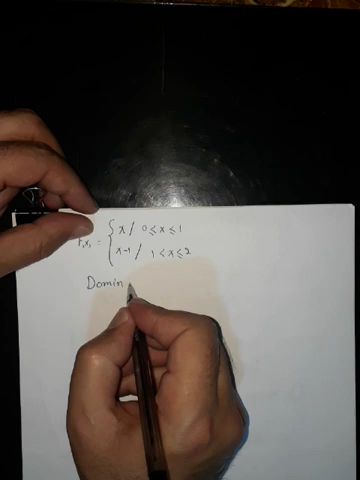 F(x) = { x / 0 ⩽ x ⩽ 1
x-1 / 1 ⩽ x ⩽ 2
Domin